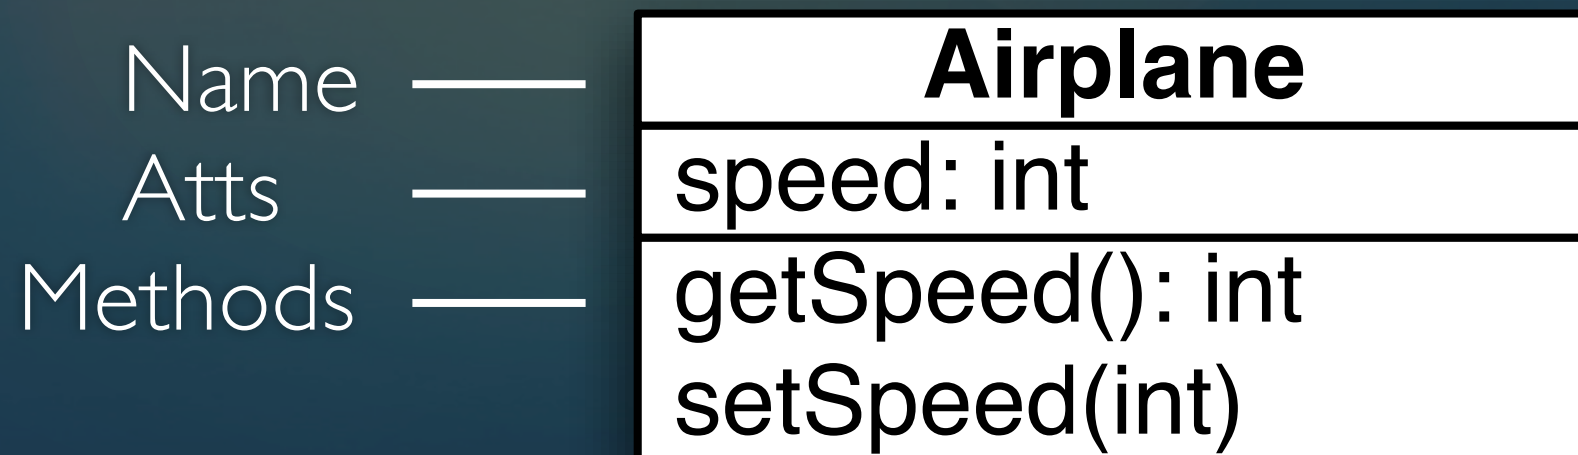 Name
Airplane
Atts
speed: int
Methods
getSpeed(): int
setSpeed(int)